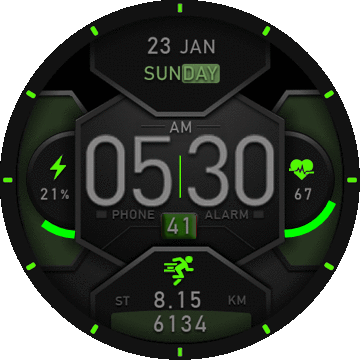 23 JAN
SUNDAY
AM
05 30
21% 67
PHONE 41 ALARM
ST 8.15 KM
6134